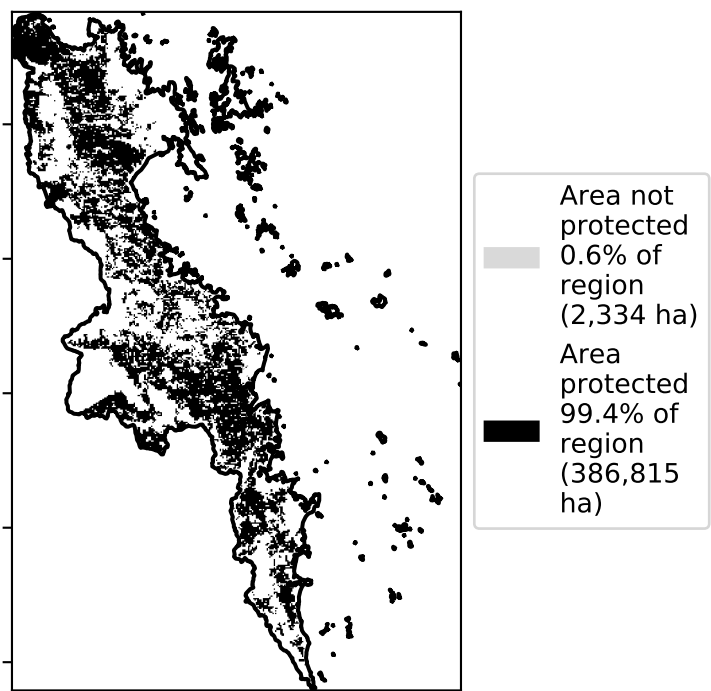 Area not
protected
0.6% of
region
(2,334 ha)
Area
protected
99.4% of
region
(386,815
ha)